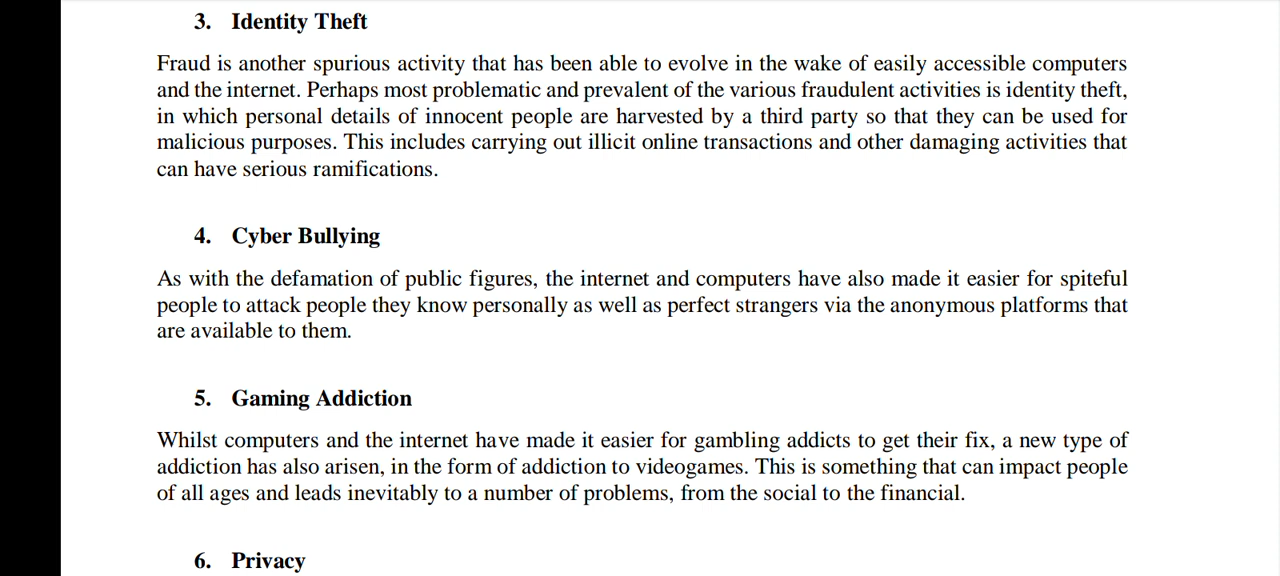 3. Identity Theft
Fraud is another spurious activity that has been able to evolve in the wake of easily accessible computers
and the internet. Perhaps most problematic and prevalent of the various fraudulent activities is identity theft,
in which personal details of innocent people are harvested by a third party so that they can be used for
malicious purposes. This includes carrying out illicit online transactions and other damaging activities that
can have serious ramifications.
4. Cyber Bullying
As with the defamation of public figures, the internet and computers have also made it easier for spiteful
people to attack people they know personally as well as perfect strangers via the anonymous platforms that
are available to them.
5. Gaming Addiction
Whilst computers and the internet have made it easier for gambling addicts to get their fix, a new type of
addiction has also arisen, in the form of addiction to videogames. This is something that can impact people
of all ages and leads inevitably to a number of problems, from the social to the financial.
6. Privacy